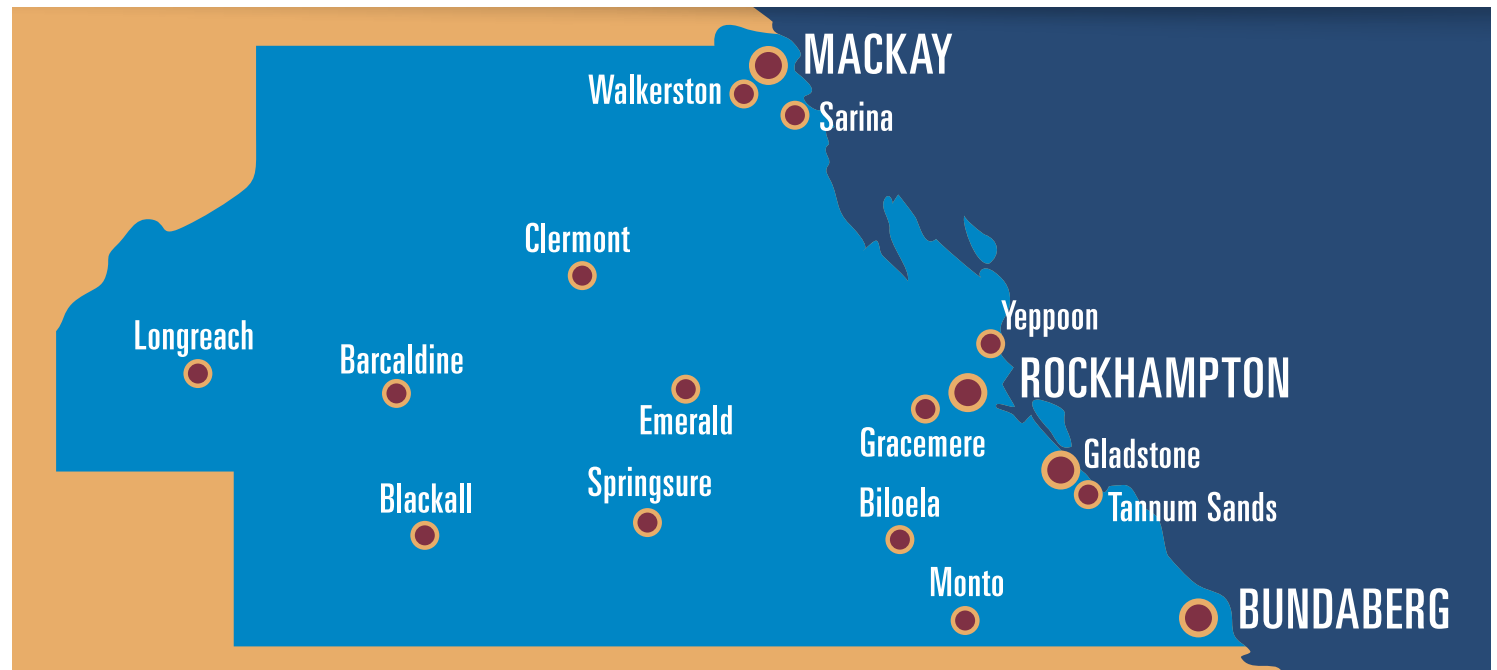 MACKAY
Walkerston
Sarina
Clermont
Yeppoon
Longreach
Barcaldine
ROCKHAMPTON
Emerald
Gracemere
Gladstone
Springsure
Blackall
Biloela
Tannum Sands
Monto
BUNDABERG